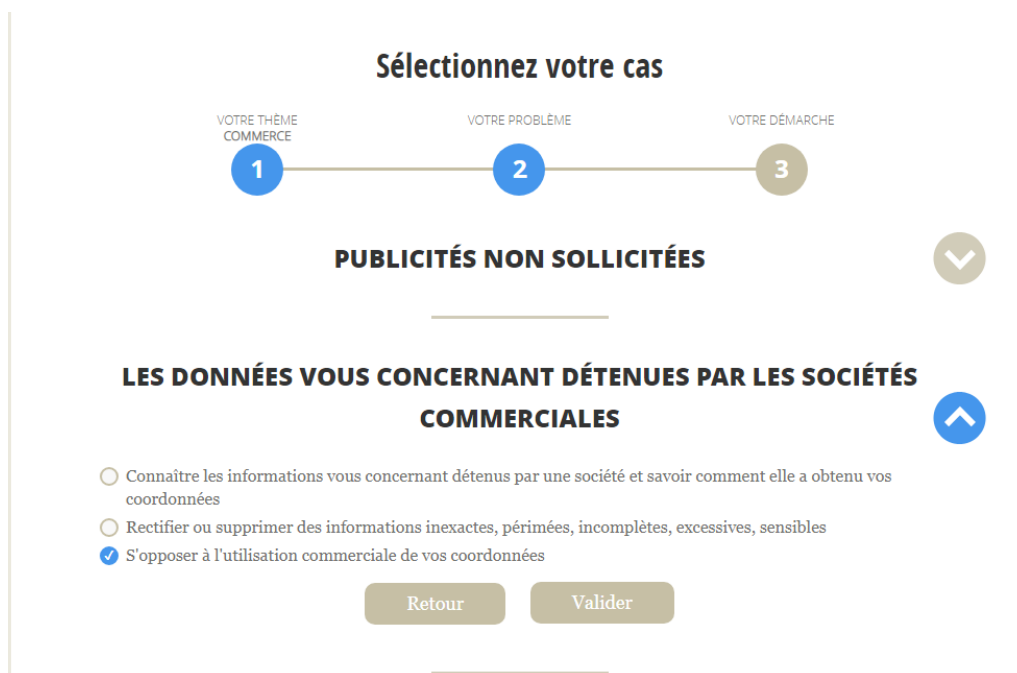 Sélectionnez votre cas
VOTRE THÈME
COMMERCE
VOTRE PROBLÈME
VOTRE DÉMARCHE
1
2
3
PUBLICITÉS NON SOLLICITÉES
LES DONNÉES VOUS CONCERNANT DÉTENUES PAR LES SOCIÉTÉS
COMMERCIALES
Connaître les informations vous concernant détenus par une société et savoir comment elle a obtenu vos
coordonnées
Rectifier ou supprimer des informations inexactes, périmées, incomplètes, excessives, sensibles
S'opposer à l'utilisation commerciale de vos coordonnées
Retour
Valider